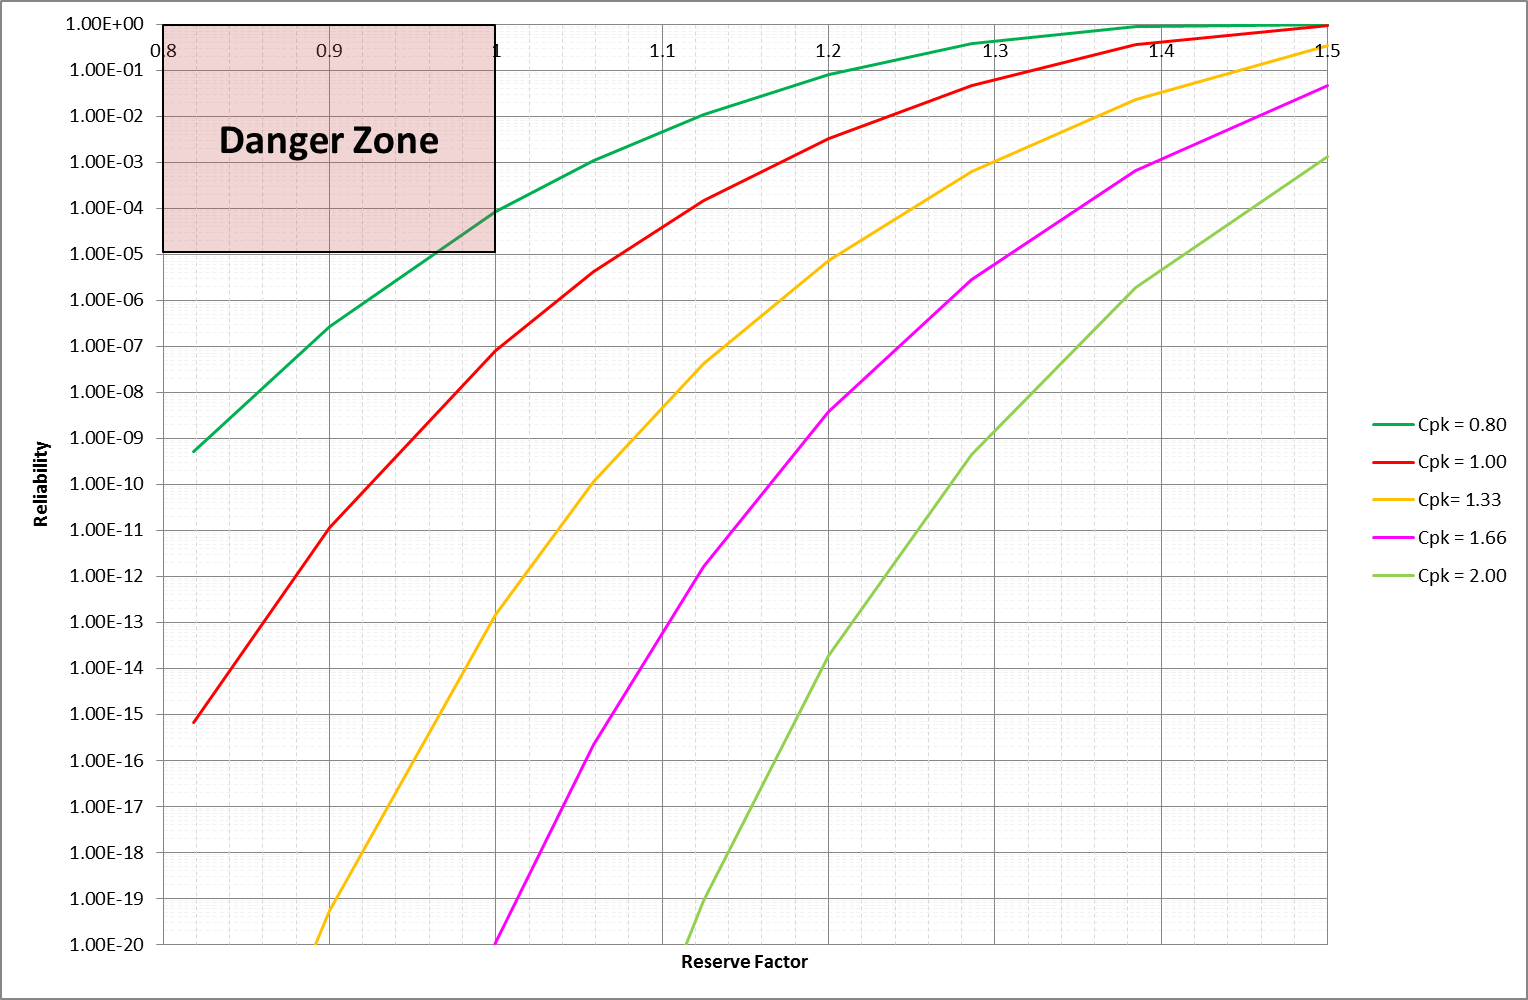 1.00E+00
0.8 0.9 1 1.1 1.2 1.3 1.4 1.5
1.00E-01
1.00E-02
Danger Zone
1.00E-03
1.00E-04
1.00E-05
1.00E-06
1.00E-07
1.00E-08
1.00E-09
1.00E-10
1.00E-11
1.00E-12
1.00E-13
1.00E-14
1.00E-15
1.00E-16
1.00E-17
1.00E-18
1.00E-19
1.00E-20
Reliability
Reserve Factor
Cpk = 0.80
Cpk = 1.00
Cpk= 1.33
Cpk = 1.66
Cpk = 2.00